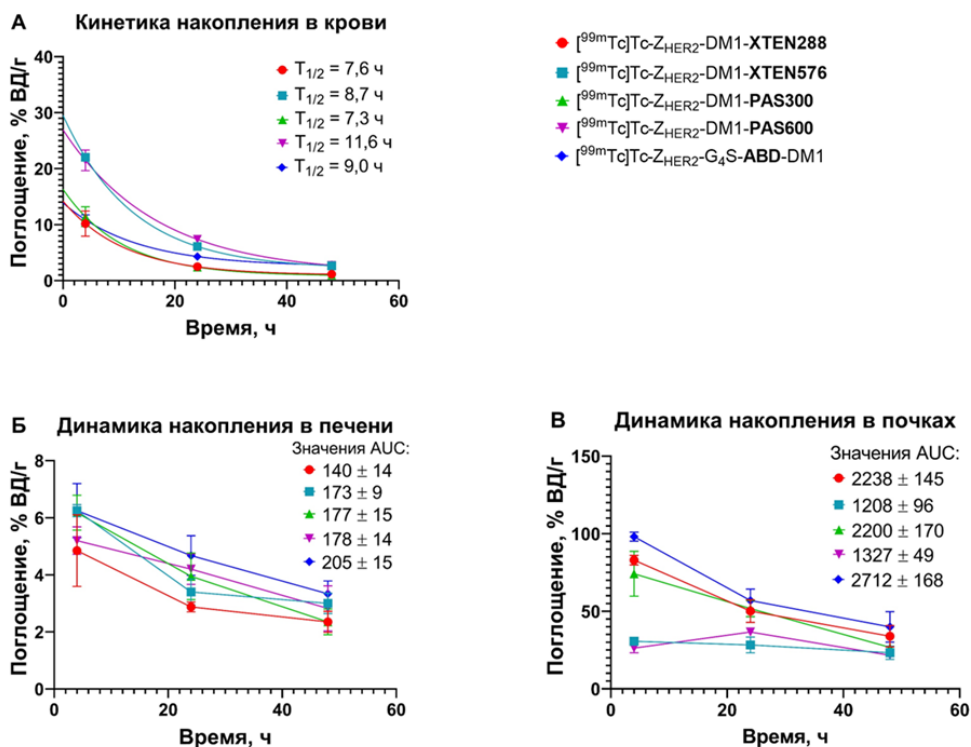 А Кинетика накопления в крови
Поглощение, % ВД/г
40
30
20
10
0
T1/2 = 7,6 ч
T1/2 = 8,7 ч
T1/2 = 7,3 ч
T1/2 = 11,6 ч
T1/2 = 9,0 ч
0 20 40 60
Время, ч
[99mTc]Tc-ZHER2-DM1-XTEN288
[99mTc]Tc-ZHER2-DM1-XTEN576
[99mTc]Tc-ZHER2-DM1-PAS300
[99mTc]Tc-ZHER2-DM1-PAS600
[99mTc]Tc-ZHER2-G4S-ABD-DM1
Б Динамика накопления в печени
Поглощение, % ВД/г
8
6
4
2
0
Значения AUC:
140 ± 14
173 ± 9
177 ± 15
178 ± 14
205 ± 15
0 20 40 60
Время, ч
В Динамика накопления в почках
Поглощение, % ВД/г
150
100
50
0
Значения AUC:
2238 ± 145
1208 ± 96
2200 ± 170
1327 ± 49
2712 ± 168
0 20 40 60
Время, ч